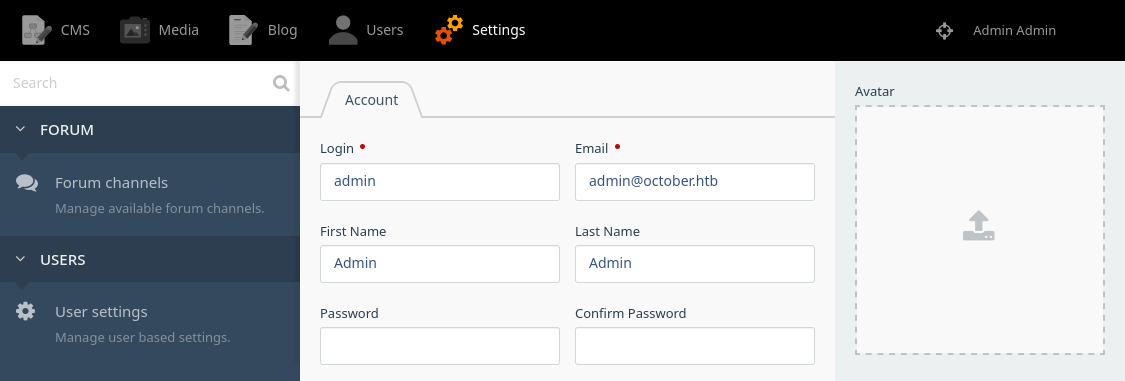 CMS Media Blog Users Settings Admin Admin
Search
FORUM
Forum channels
Manage available forum channels.
USERS
User settings
Manage user based settings.
Account
Login Email
admin admin@october.htb
First Name Last Name
Admin Admin
Password Confirm Password
Avatar